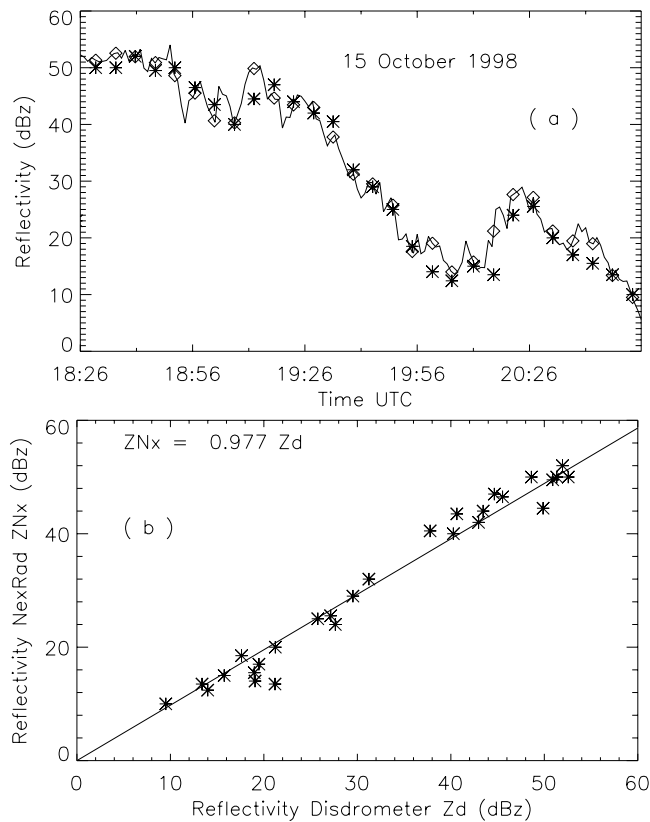 60
50
40
30
20
10
0
Reflectivity (dBz)
15 October 1998
( a )
18:26 18:56 19:26 19:56 20:26
Time UTC
60
40
20
0
Reflectivity NexRad ZNx (dBz)
ZNx = 0.977 Zd
( b )
0 10 20 30 40 50 60
Reflectivity Disdrometer Zd (dBz)